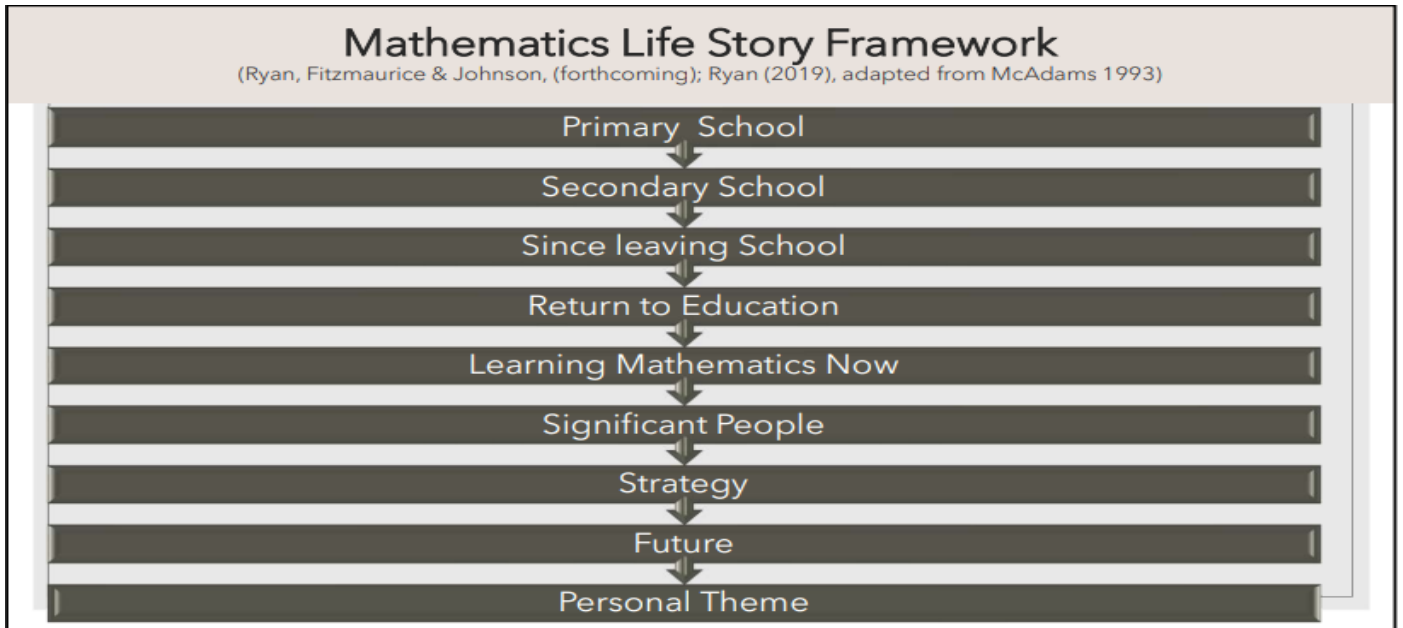 Mathematics Life Story Framework
(Ryan, Fitzmaurice & Johnson, (forthcoming); Ryan (2019), adapted from McAdams 1993)
Primary School
Secondary School
Since leaving School
Return to Education
Learning Mathematics Now
Significant People
Strategy
Future
Personal Theme